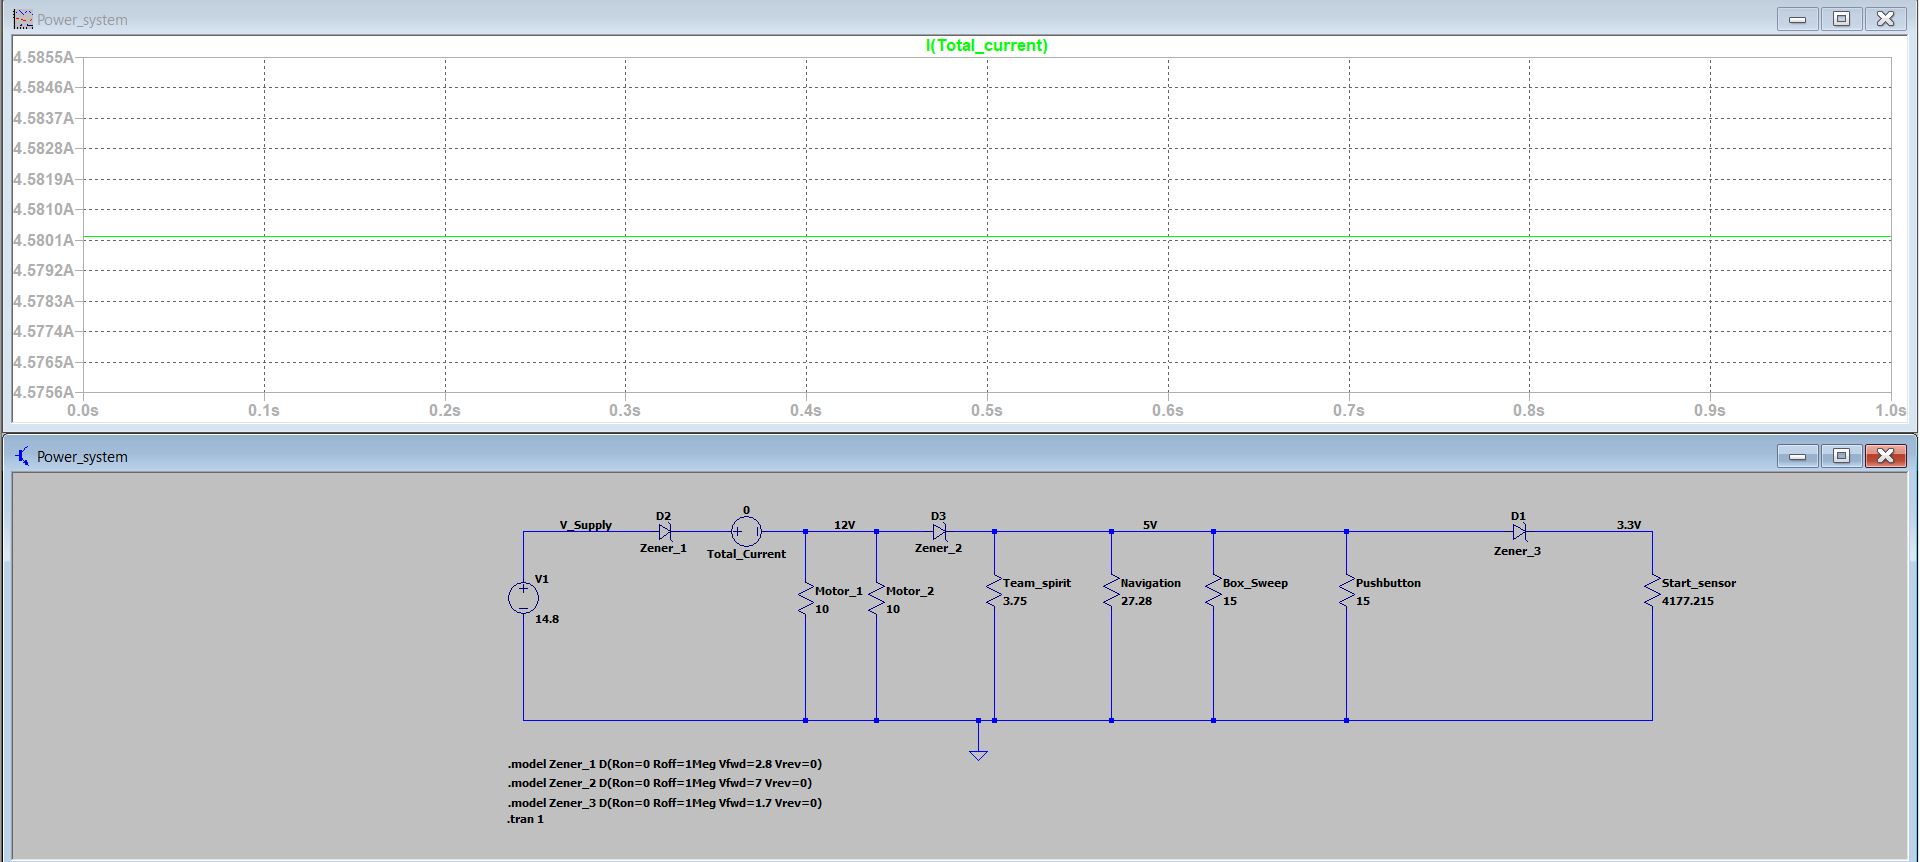 Power_system
I(Total_current)
4.5855A
4.5846A
4.5837A
4.5828A
4.5819A
4.5810A
4.5801A
4.5792A
4.5783A
4.5774A
4.5765A
4.5756A
0.0s 0.1s 0.2s 0.3s 0.4s 0.5s 0.6s 0.7s 0.8s 0.9s 1.0s
Power_system
V_Supply
D2
Zener_1
0
Total_Current
12V
D3
Zener_2
5V
D1
Zener_3
3.3V
V1
14.8
Motor_1
10
Motor_2
10
Team_spirit
3.75
Navigation
27.28
Box_Sweep
15
Pushbutton
15
Start_sensor
4177.215
.model Zener_1 D(Ron=0 Roff=1Meg Vfwd=2.8 Vrev=0)
.model Zener_2 D(Ron=0 Roff=1Meg Vfwd=7 Vrev=0)
.model Zener_3 D(Ron=0 Roff=1Meg Vfwd=1.7 Vrev=0)
.tran 1